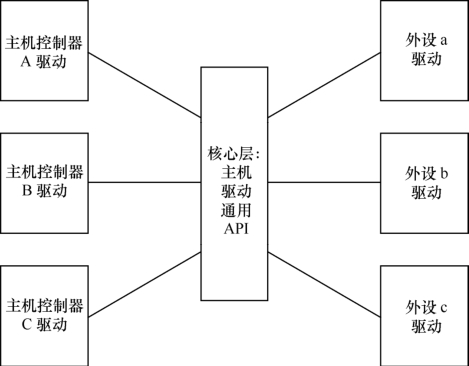 主机控制器
A 驱动
主机控制器
B 驱动
主机控制器
C 驱动
核心层:
主机
驱动
通用
API
外设 a
驱动
外设 b
驱动
外设 c
驱动